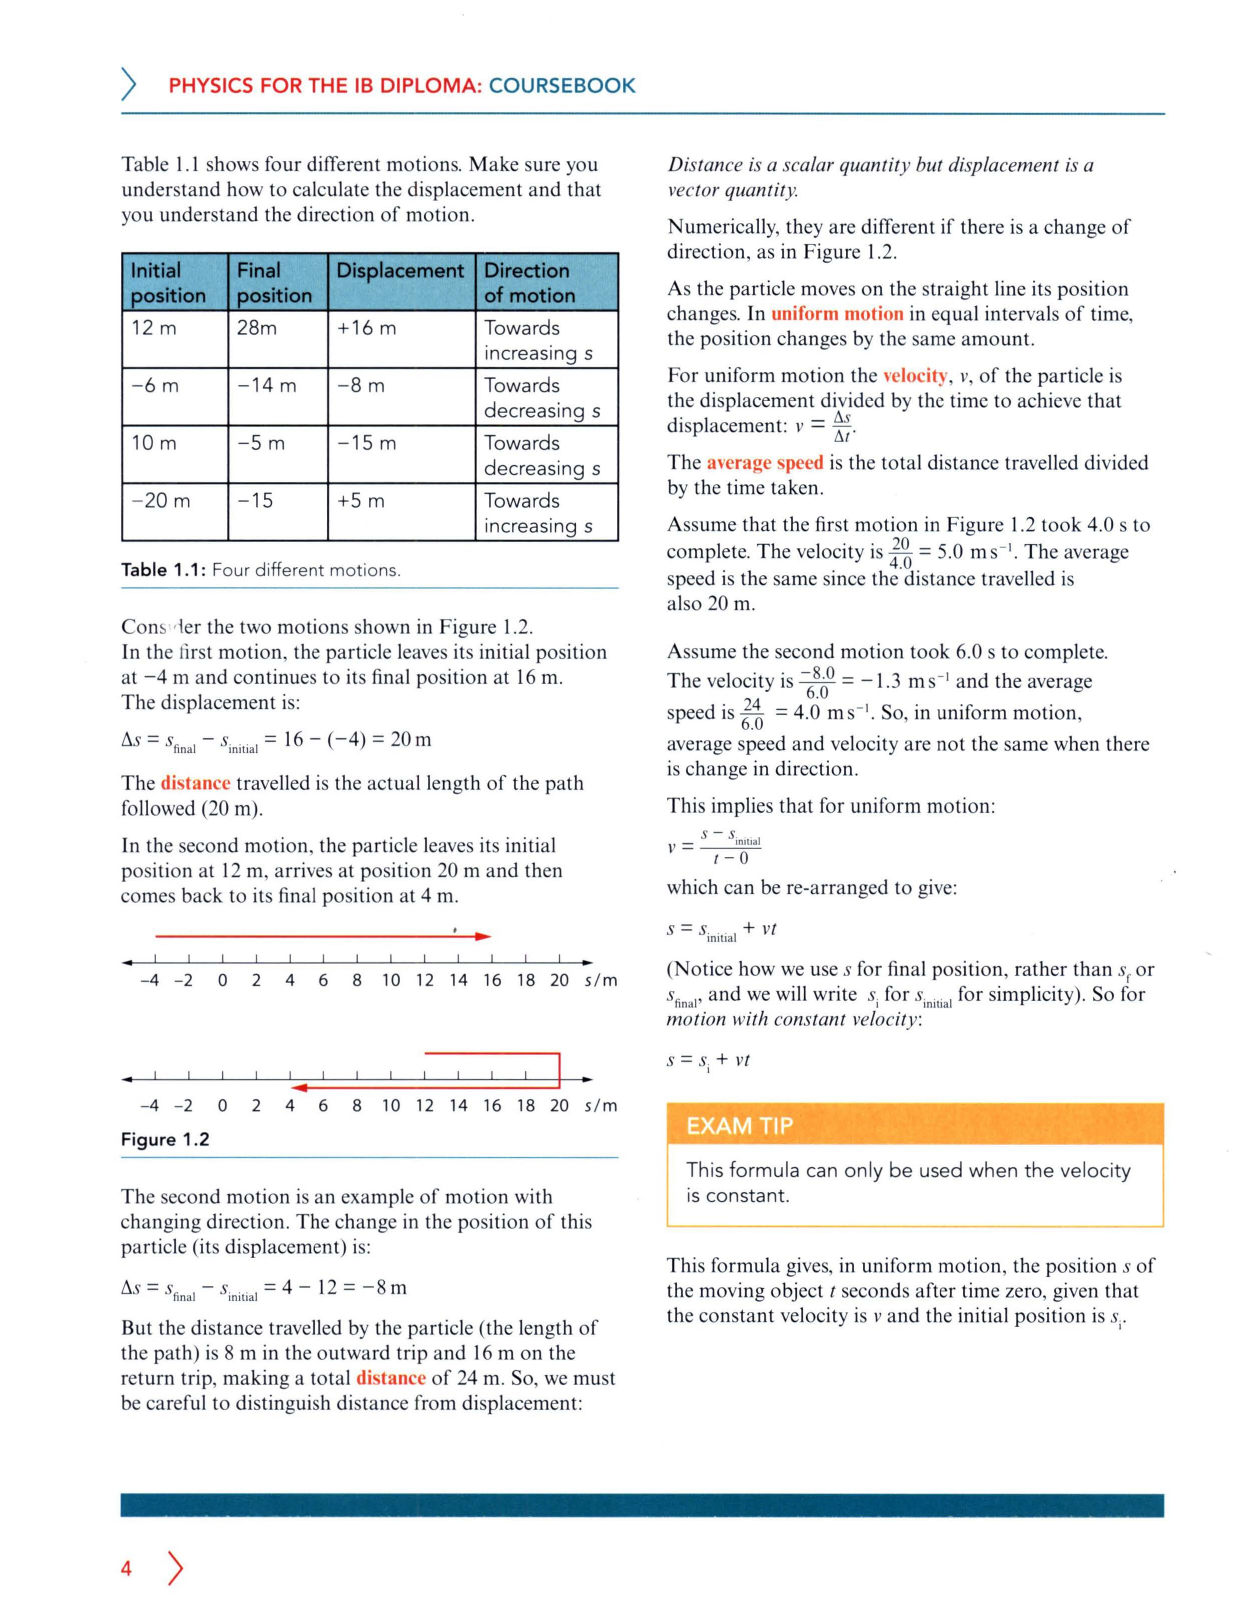 PHYSICS FOR THE IB DIPLOMA: COURSEBOOK
Table 1.1 shows four different motions. Make sure you
understand how to calculate the displacement and that
you understand the direction of motion.
Initial position | Final position | Displacement | Direction of motion
12 m | 28m | +16 m | Towards increasing s
−6 m | −14 m | −8 m | Towards decreasing s
10 m | −5 m | −15 m | Towards decreasing s
−20 m | −15 | +5 m | Towards increasing s
Table 1.1: Four different motions.
Consider the two motions shown in Figure 1.2.
In the first motion, the particle leaves its initial position
at −4 m and continues to its final position at 16 m.
The displacement is:
Δs = s_final − s_initial = 16 − (−4) = 20 m
The distance travelled is the actual length of the path
followed (20 m).
In the second motion, the particle leaves its initial
position at 12 m, arrives at position 20 m and then
comes back to its final position at 4 m.
−4 −2 0 2 4 6 8 10 12 14 16 18 20 s/m
−4 −2 0 2 4 6 8 10 12 14 16 18 20 s/m
Figure 1.2
The second motion is an example of motion with
changing direction. The change in the position of this
particle (its displacement) is:
Δs = s_final − s_initial = 4 − 12 = −8 m
But the distance travelled by the particle (the length of
the path) is 8 m in the outward trip and 16 m on the
return trip, making a total distance of 24 m. So, we must
be careful to distinguish distance from displacement:
Distance is a scalar quantity but displacement is a
vector quantity.
Numerically, they are different if there is a change of
direction, as in Figure 1.2.
As the particle moves on the straight line its position
changes. In uniform motion in equal intervals of time,
the position changes by the same amount.
For uniform motion the velocity, v, of the particle is
the displacement divided by the time to achieve that
displacement: v = Δs/Δt.
The average speed is the total distance travelled divided
by the time taken.
Assume that the first motion in Figure 1.2 took 4.0 s to
complete. The velocity is 20/4.0 = 5.0 m s⁻¹. The average
speed is the same since the distance travelled is
also 20 m.
Assume the second motion took 6.0 s to complete.
The velocity is −8.0/6.0 = −1.3 m s⁻¹ and the average
speed is 24/6.0 = 4.0 m s⁻¹. So, in uniform motion,
average speed and velocity are not the same when there
is change in direction.
This implies that for uniform motion:
v = (s − s_initial)/(t − 0)
which can be re-arranged to give:
s = s_initial + vt
(Notice how we use s for final position, rather than s_f or
s_final, and we will write s_i for s_initial for simplicity). So for
motion with constant velocity:
s = s_i + vt
EXAM TIP
This formula can only be used when the velocity
is constant.
This formula gives, in uniform motion, the position s of
the moving object t seconds after time zero, given that
the constant velocity is v and the initial position is s_i.
4